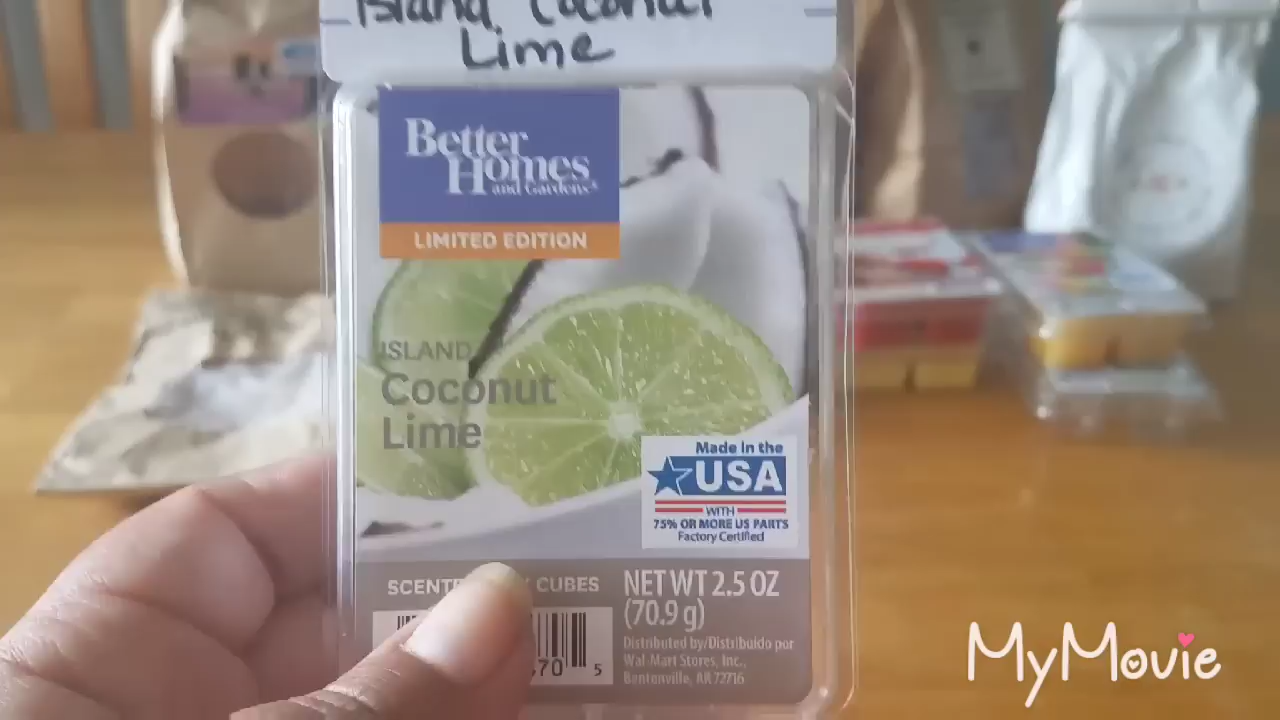 Island Coconut
Lime
Better
Homes
and Gardens
LIMITED EDITION
ISLAND
Coconut
Lime
Made in the
USA
WITH
75% OR MORE US PARTS
Factory Certified
CUBES
NET WT 2.5 OZ
(70.9 g)
Distributed by/Distribuido por
Wal-Mart Stores, Inc.,
Bentonville, AR 72716
70 5
MyMovie